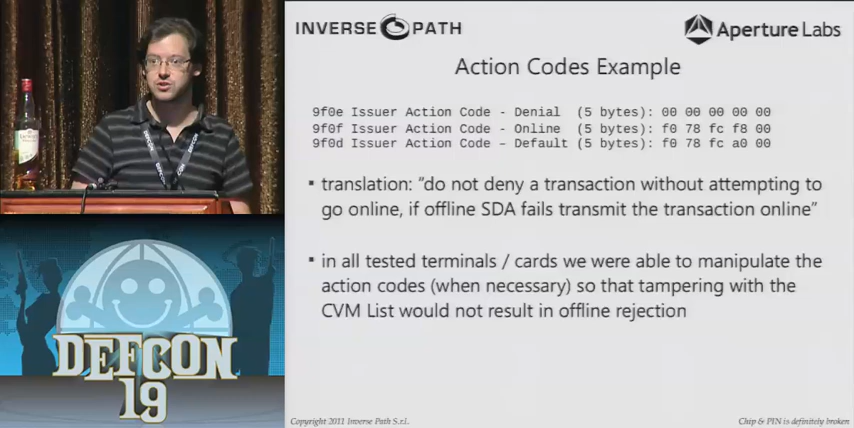 INVERSE PATH
Aperture Labs
Action Codes Example
9f0e Issuer Action Code - Denial (5 bytes): 00 00 00 00 00
9f0f Issuer Action Code - Online (5 bytes): f0 78 fc f8 00
9f0d Issuer Action Code – Default (5 bytes): f0 78 fc a0 00
▪ translation: “do not deny a transaction without attempting to
go online, if offline SDA fails transmit the transaction online”
▪ in all tested terminals / cards we were able to manipulate the
action codes (when necessary) so that tampering with the
CVM List would not result in offline rejection
DEFCON
19
Copyright 2011 Inverse Path S.r.l.
Chip & PIN is definitely broken